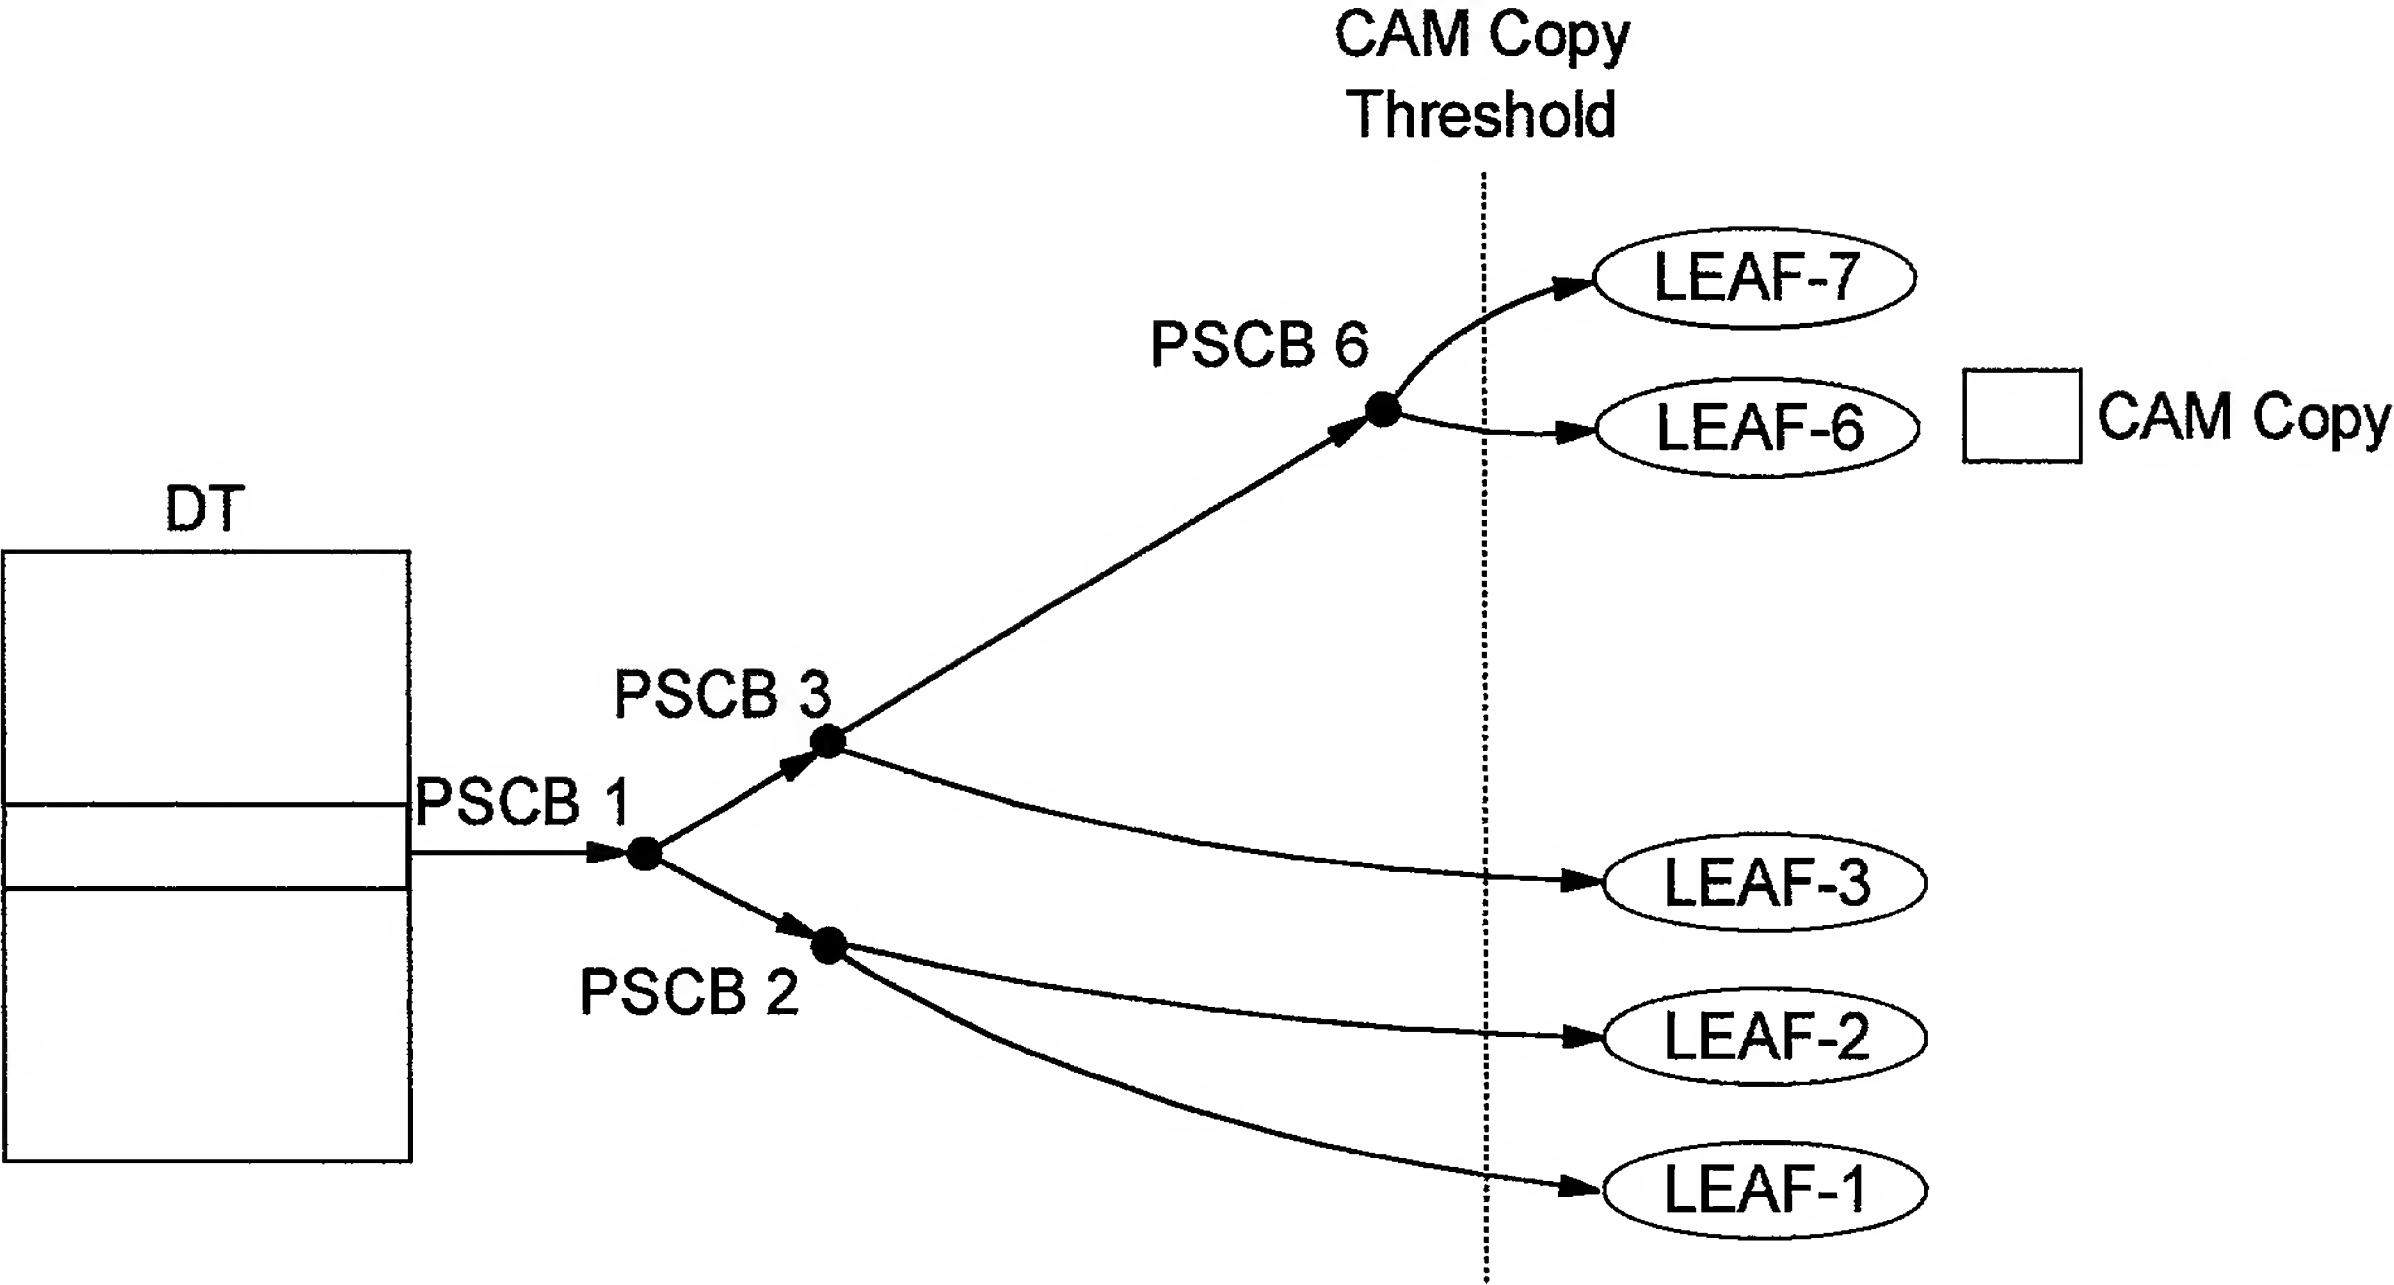 CAM Copy
Threshold
LEAF-7
PSCB 6
LEAF-6
CAM Copy
DT
PSCB 3
PSCB 1
LEAF-3
PSCB 2
LEAF-2
LEAF-1